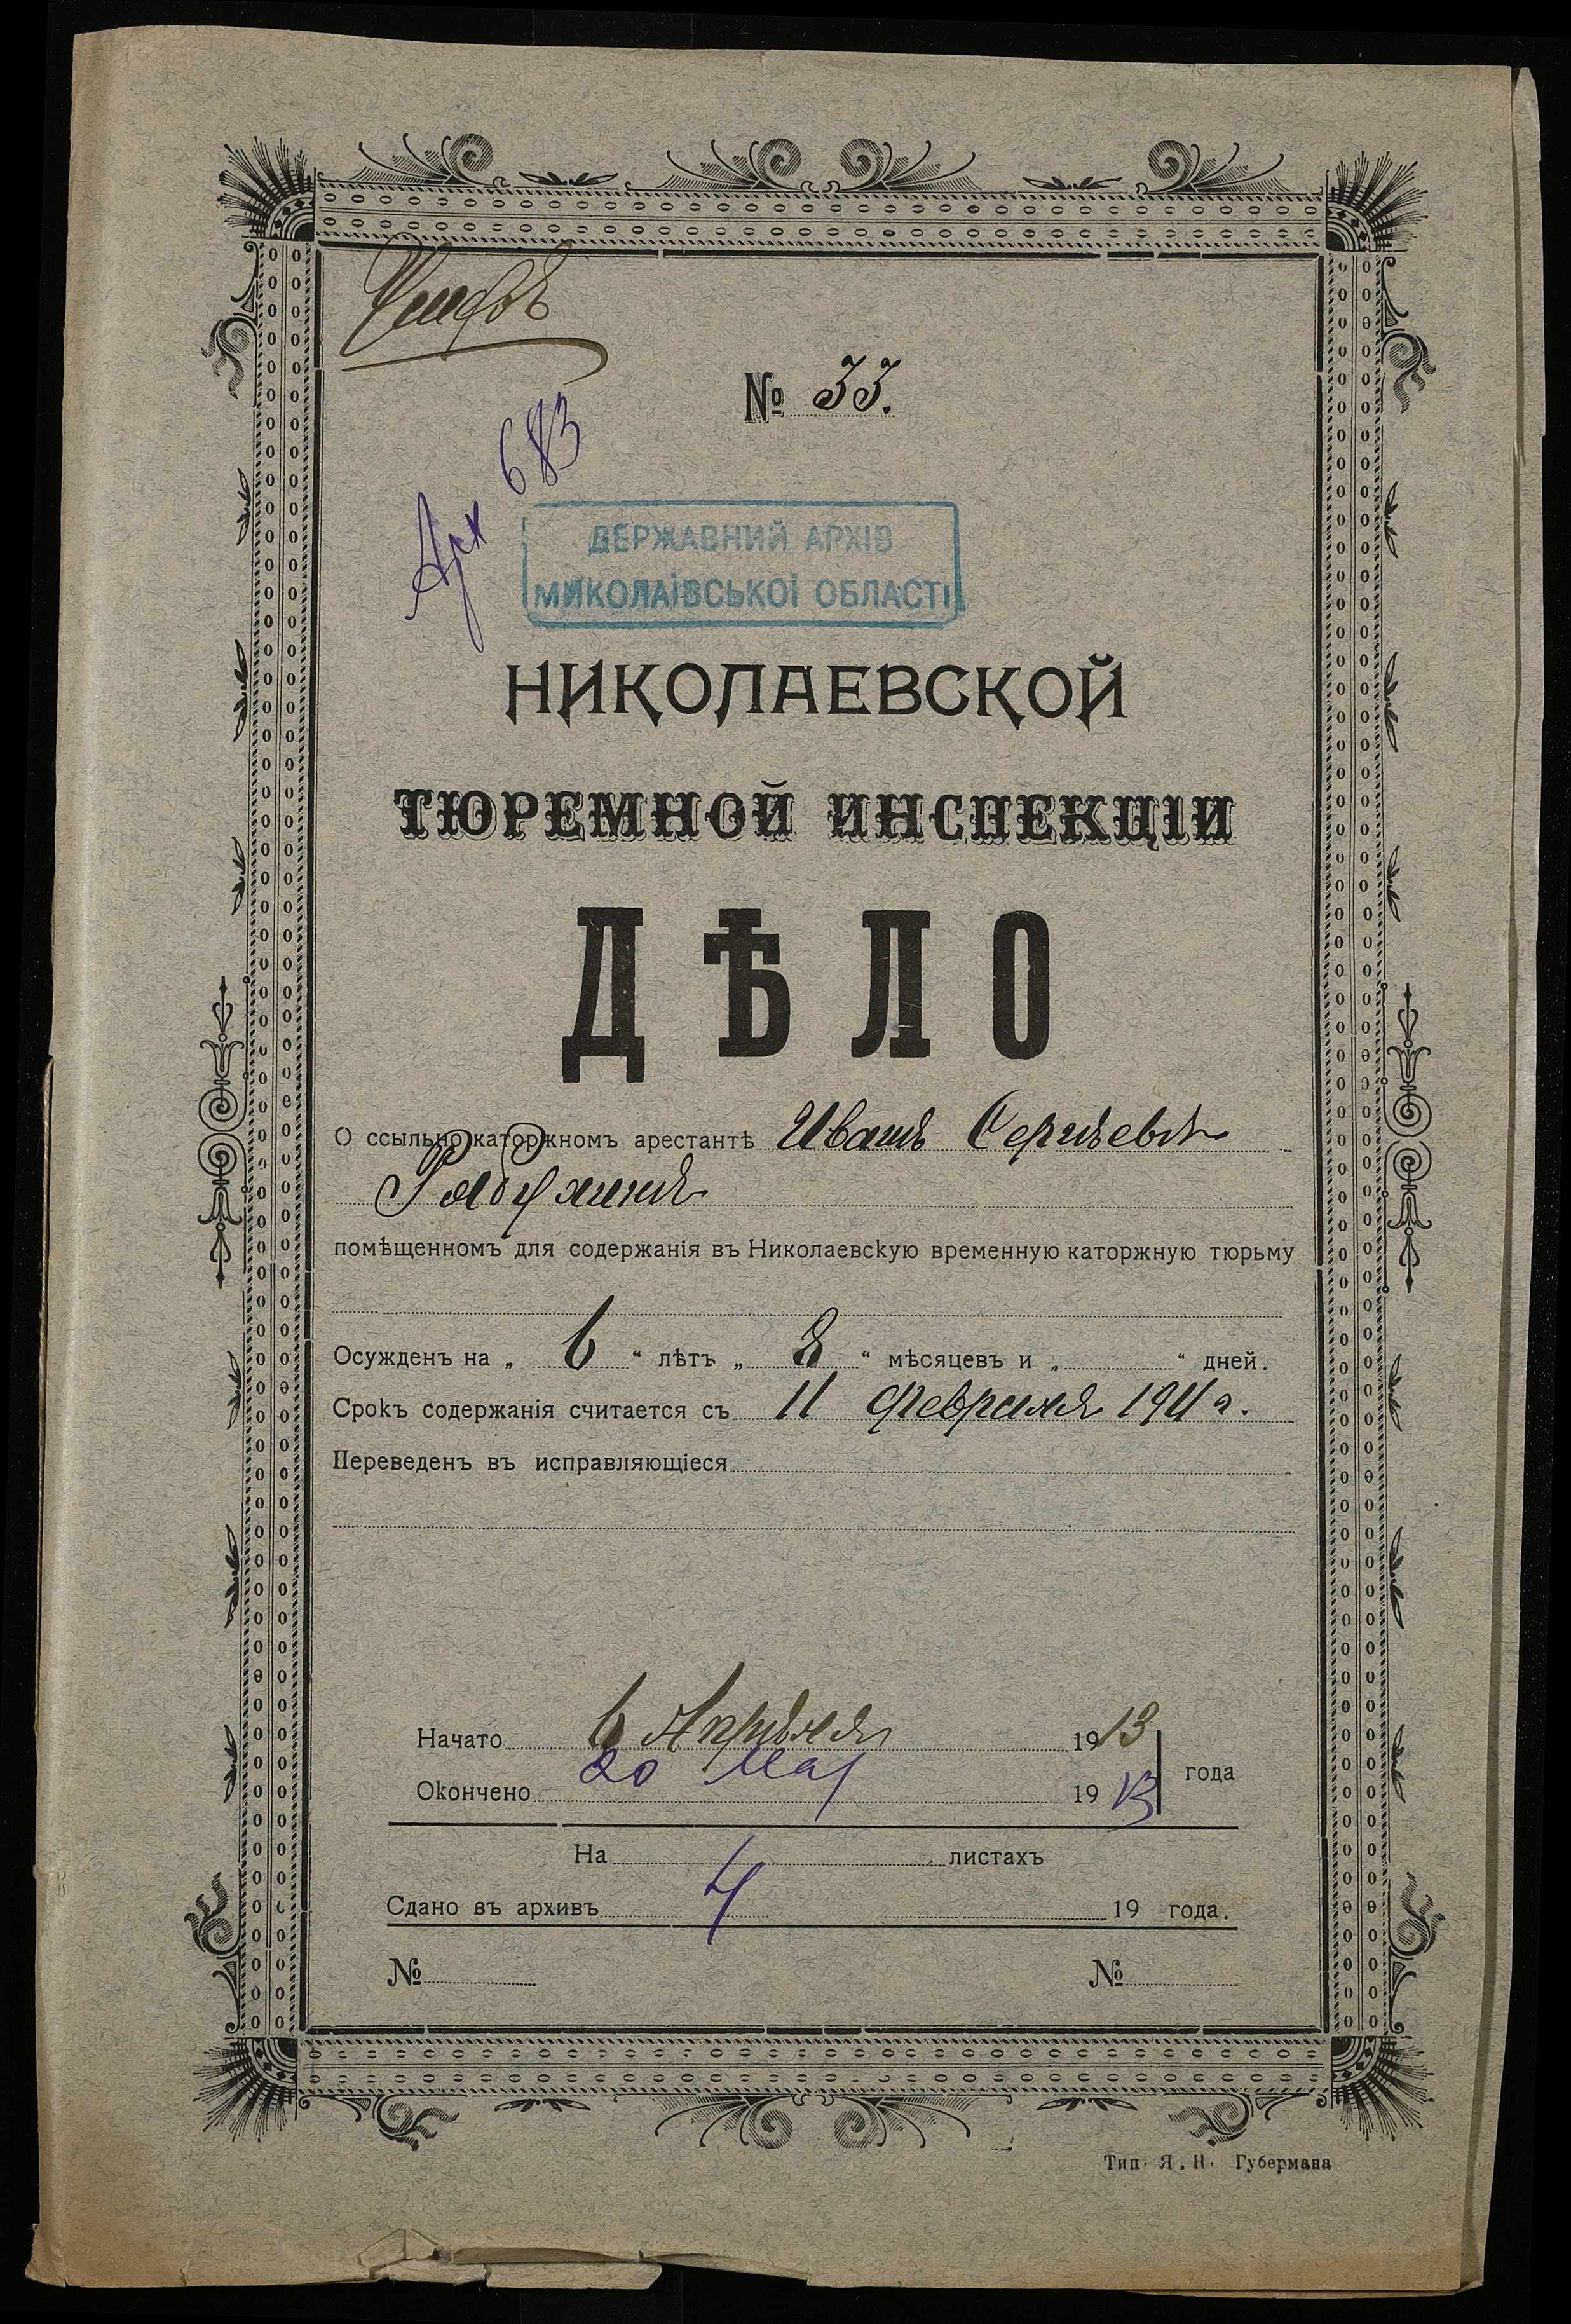 № 33.
Арх 683
ДЕРЖАВНИЙ АРХІВ
МИКОЛАЇВСЬКОЇ ОБЛАСТІ
НИКОЛАЕВСКОЙ
ТЮРЕМНОЙ ИНСПЕКЦІИ
ДѢЛО
О ссыльно-каторжномъ арестантѣ Иванѣ Сергѣевѣ
Рябухинѣ
помѣщенномъ для содержанія въ Николаевскую временную каторжную тюрьму
Осужденъ на „ 6 “ лѣтъ „ 8 “ мѣсяцевъ и „ “ дней.
Срокъ содержанія считается съ 11 февраля 1911 г.
Переведенъ въ исправляющіеся
Начато 6 Апрѣля 1913
года
Окончено 20 Мая 1913
На 4 листахъ
Сдано въ архивъ 19 года.
№ №
Тип. Я. Н. Губермана